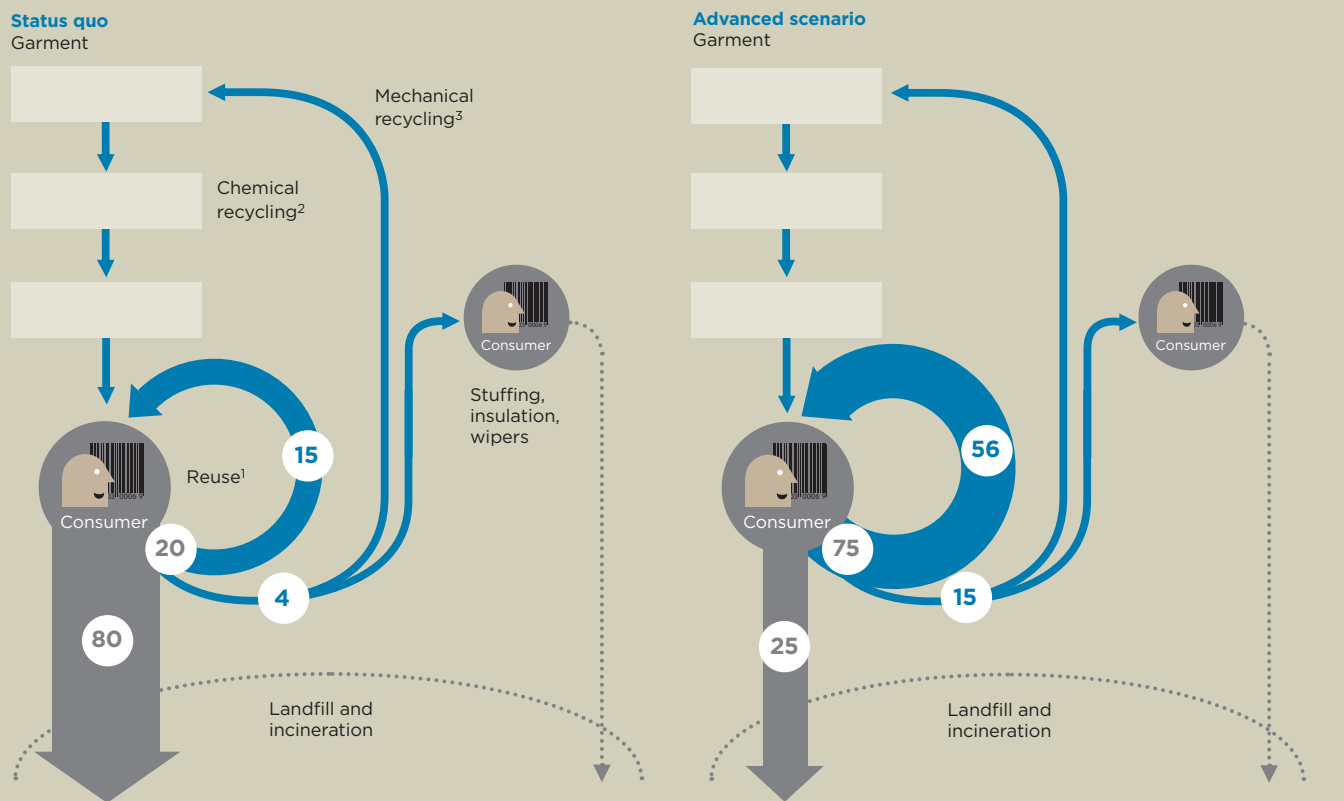 Status quo
Garment
Mechanical
recycling3
Chemical
recycling2
Consumer
Stuffing,
insulation,
wipers
15
Reuse1
Consumer
20
4
80
Landfill and
incineration
Advanced scenario
Garment
Consumer
56
Consumer
75
15
25
Landfill and
incineration